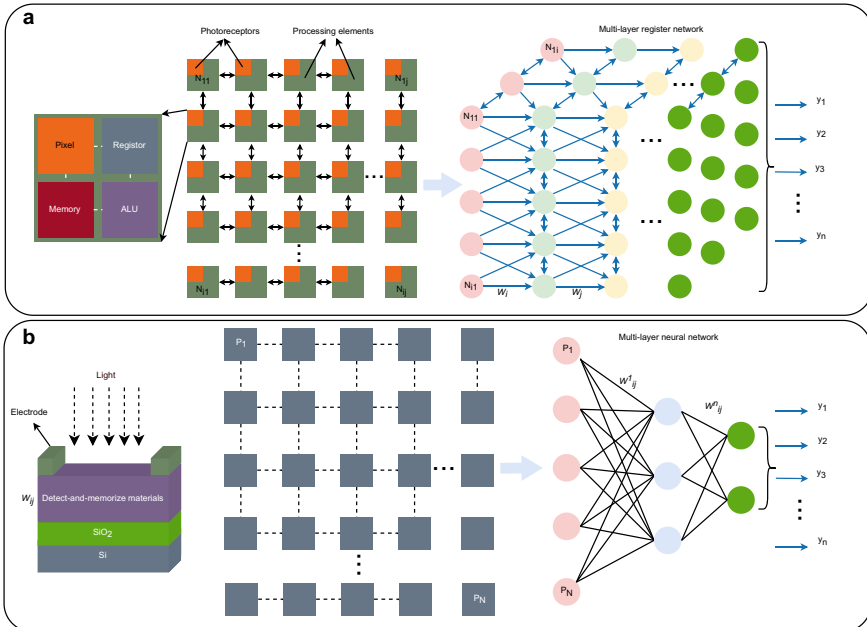 a
Photoreceptors
Processing elements
Multi-layer register network
N11
N1j
N1i
N11
Pixel
Registor
Memory
ALU
Ni1
Nij
Ni1
wi
wj
y1
y2
y3
yn
b
Light
Electrode
Wij
Detect-and-memorize materials
SiO2
Si
P1
PN
Multi-layer neural network
P1
W1ij
Wnij
PN
y1
y2
y3
yn